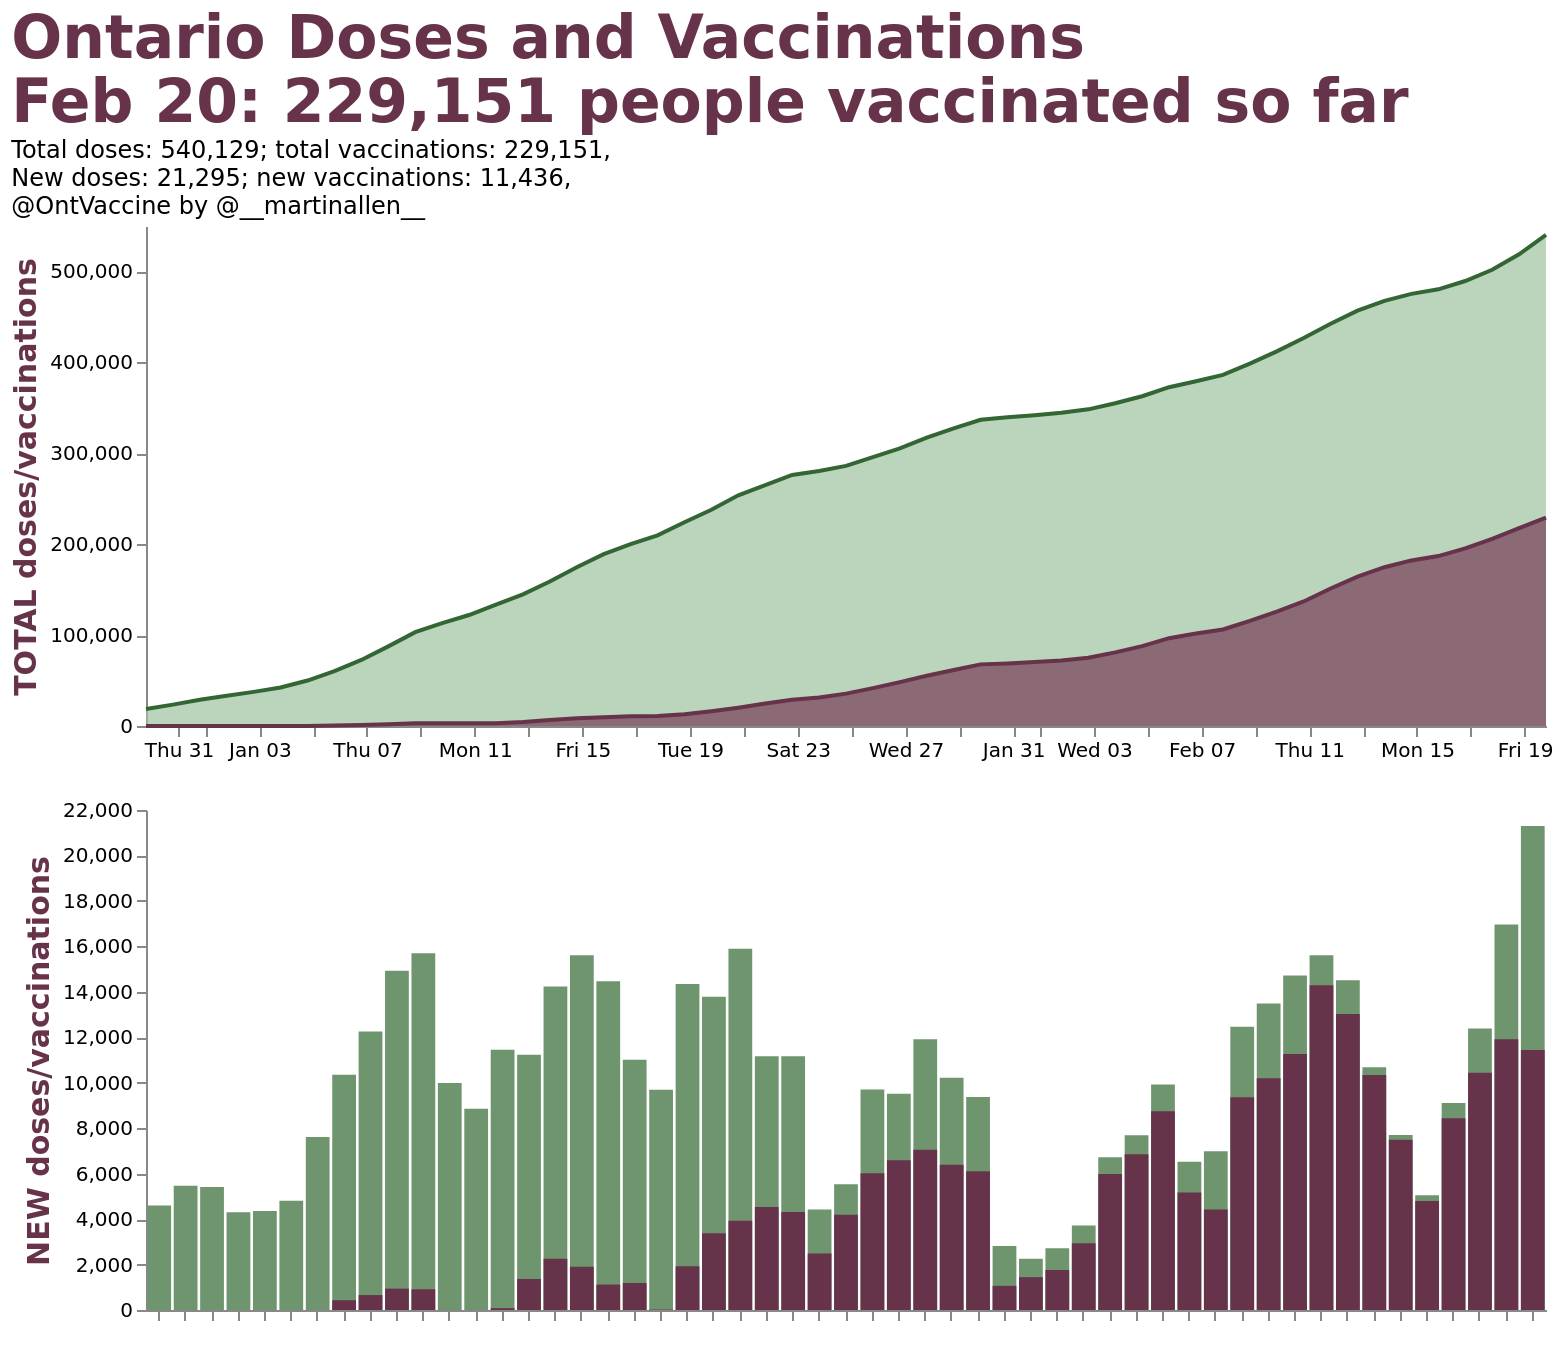 Ontario Doses and Vaccinations
Feb 20: 229,151 people vaccinated so far
Total doses: 540,129; total vaccinations: 229,151,
New doses: 21,295; new vaccinations: 11,436,
@OntVaccine by @__martinallen__
TOTAL doses/vaccinations
500,000
400,000
300,000
200,000
100,000
0
Thu 31 Jan 03 Thu 07 Mon 11 Fri 15 Tue 19 Sat 23 Wed 27 Jan 31 Wed 03 Feb 07 Thu 11 Mon 15 Fri 19
NEW doses/vaccinations
22,000
20,000
18,000
16,000
14,000
12,000
10,000
8,000
6,000
4,000
2,000
0